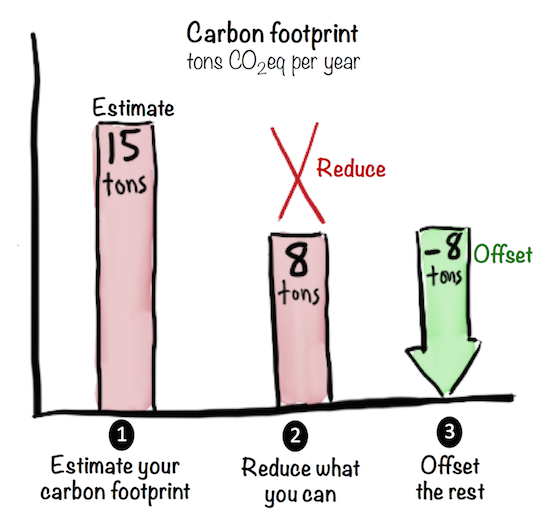 Carbon footprint
tons CO₂eq per year
Estimate
15
tons
Reduce
8
tons
-8
tons
Offset
1
Estimate your
carbon footprint
2
Reduce what
you can
3
Offset
the rest